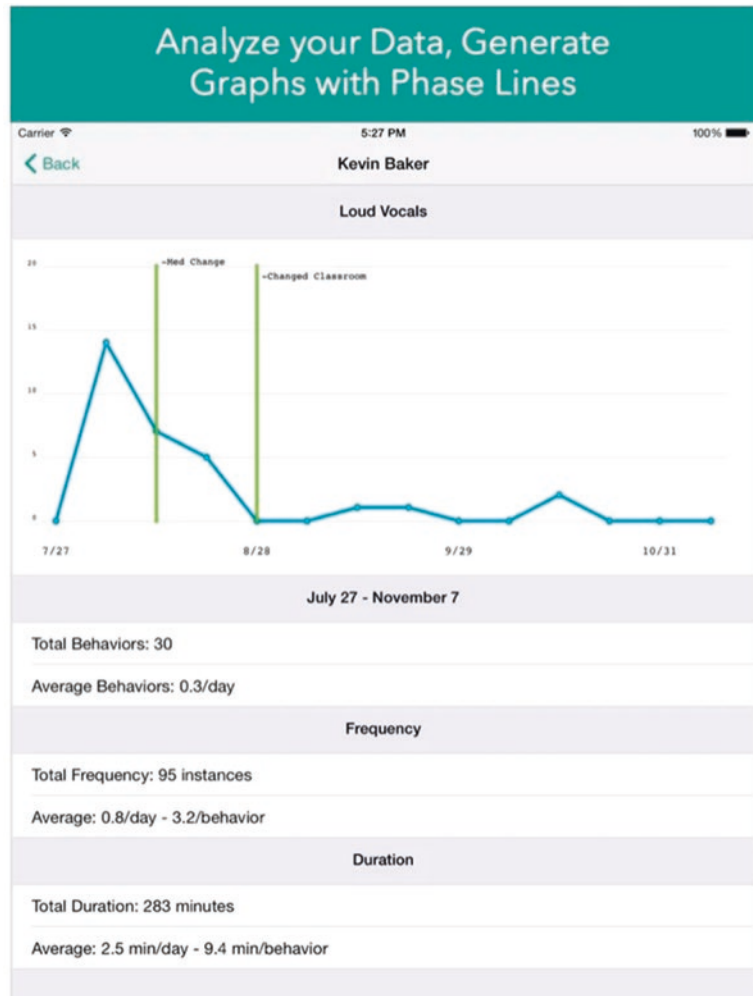 Analyze your Data, Generate
Graphs with Phase Lines
Carrier 5:27 PM 100%
Back Kevin Baker
Loud Vocals
20
-Med Change
-Changed Classroom
15
10
5
0
7/27 8/28 9/29 10/31
July 27 - November 7
Total Behaviors: 30
Average Behaviors: 0.3/day
Frequency
Total Frequency: 95 instances
Average: 0.8/day - 3.2/behavior
Duration
Total Duration: 283 minutes
Average: 2.5 min/day - 9.4 min/behavior